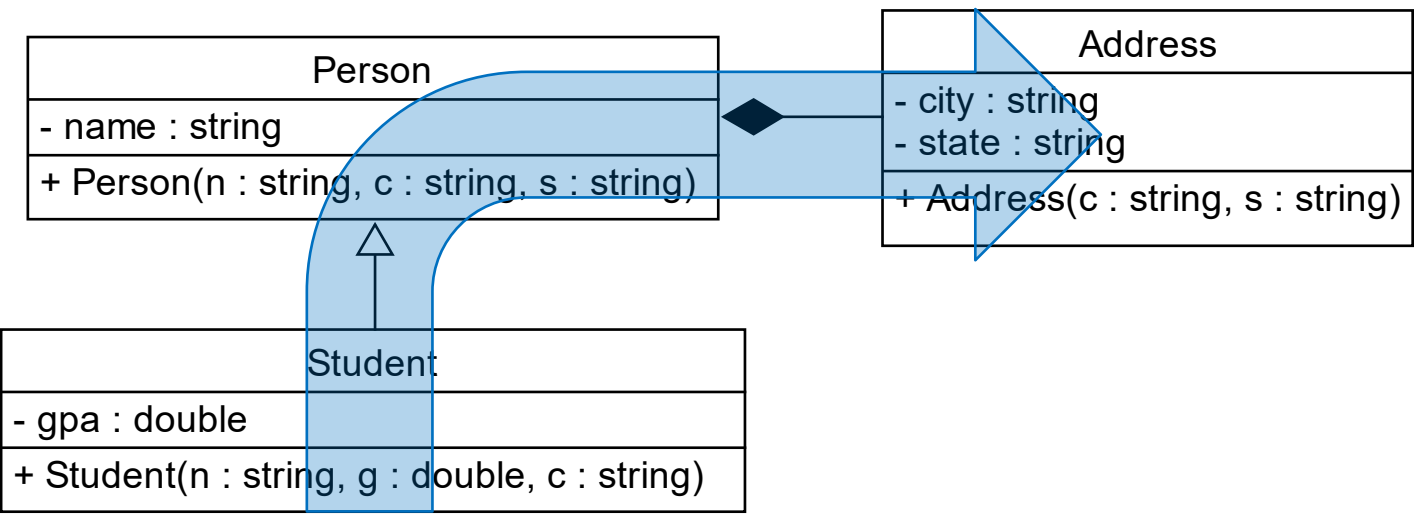 Person
- name : string
+ Person(n : string, c : string, s : string)
Address
- city : string
- state : string
+ Address(c : string, s : string)
Student
- gpa : double
+ Student(n : string, g : double, c : string)